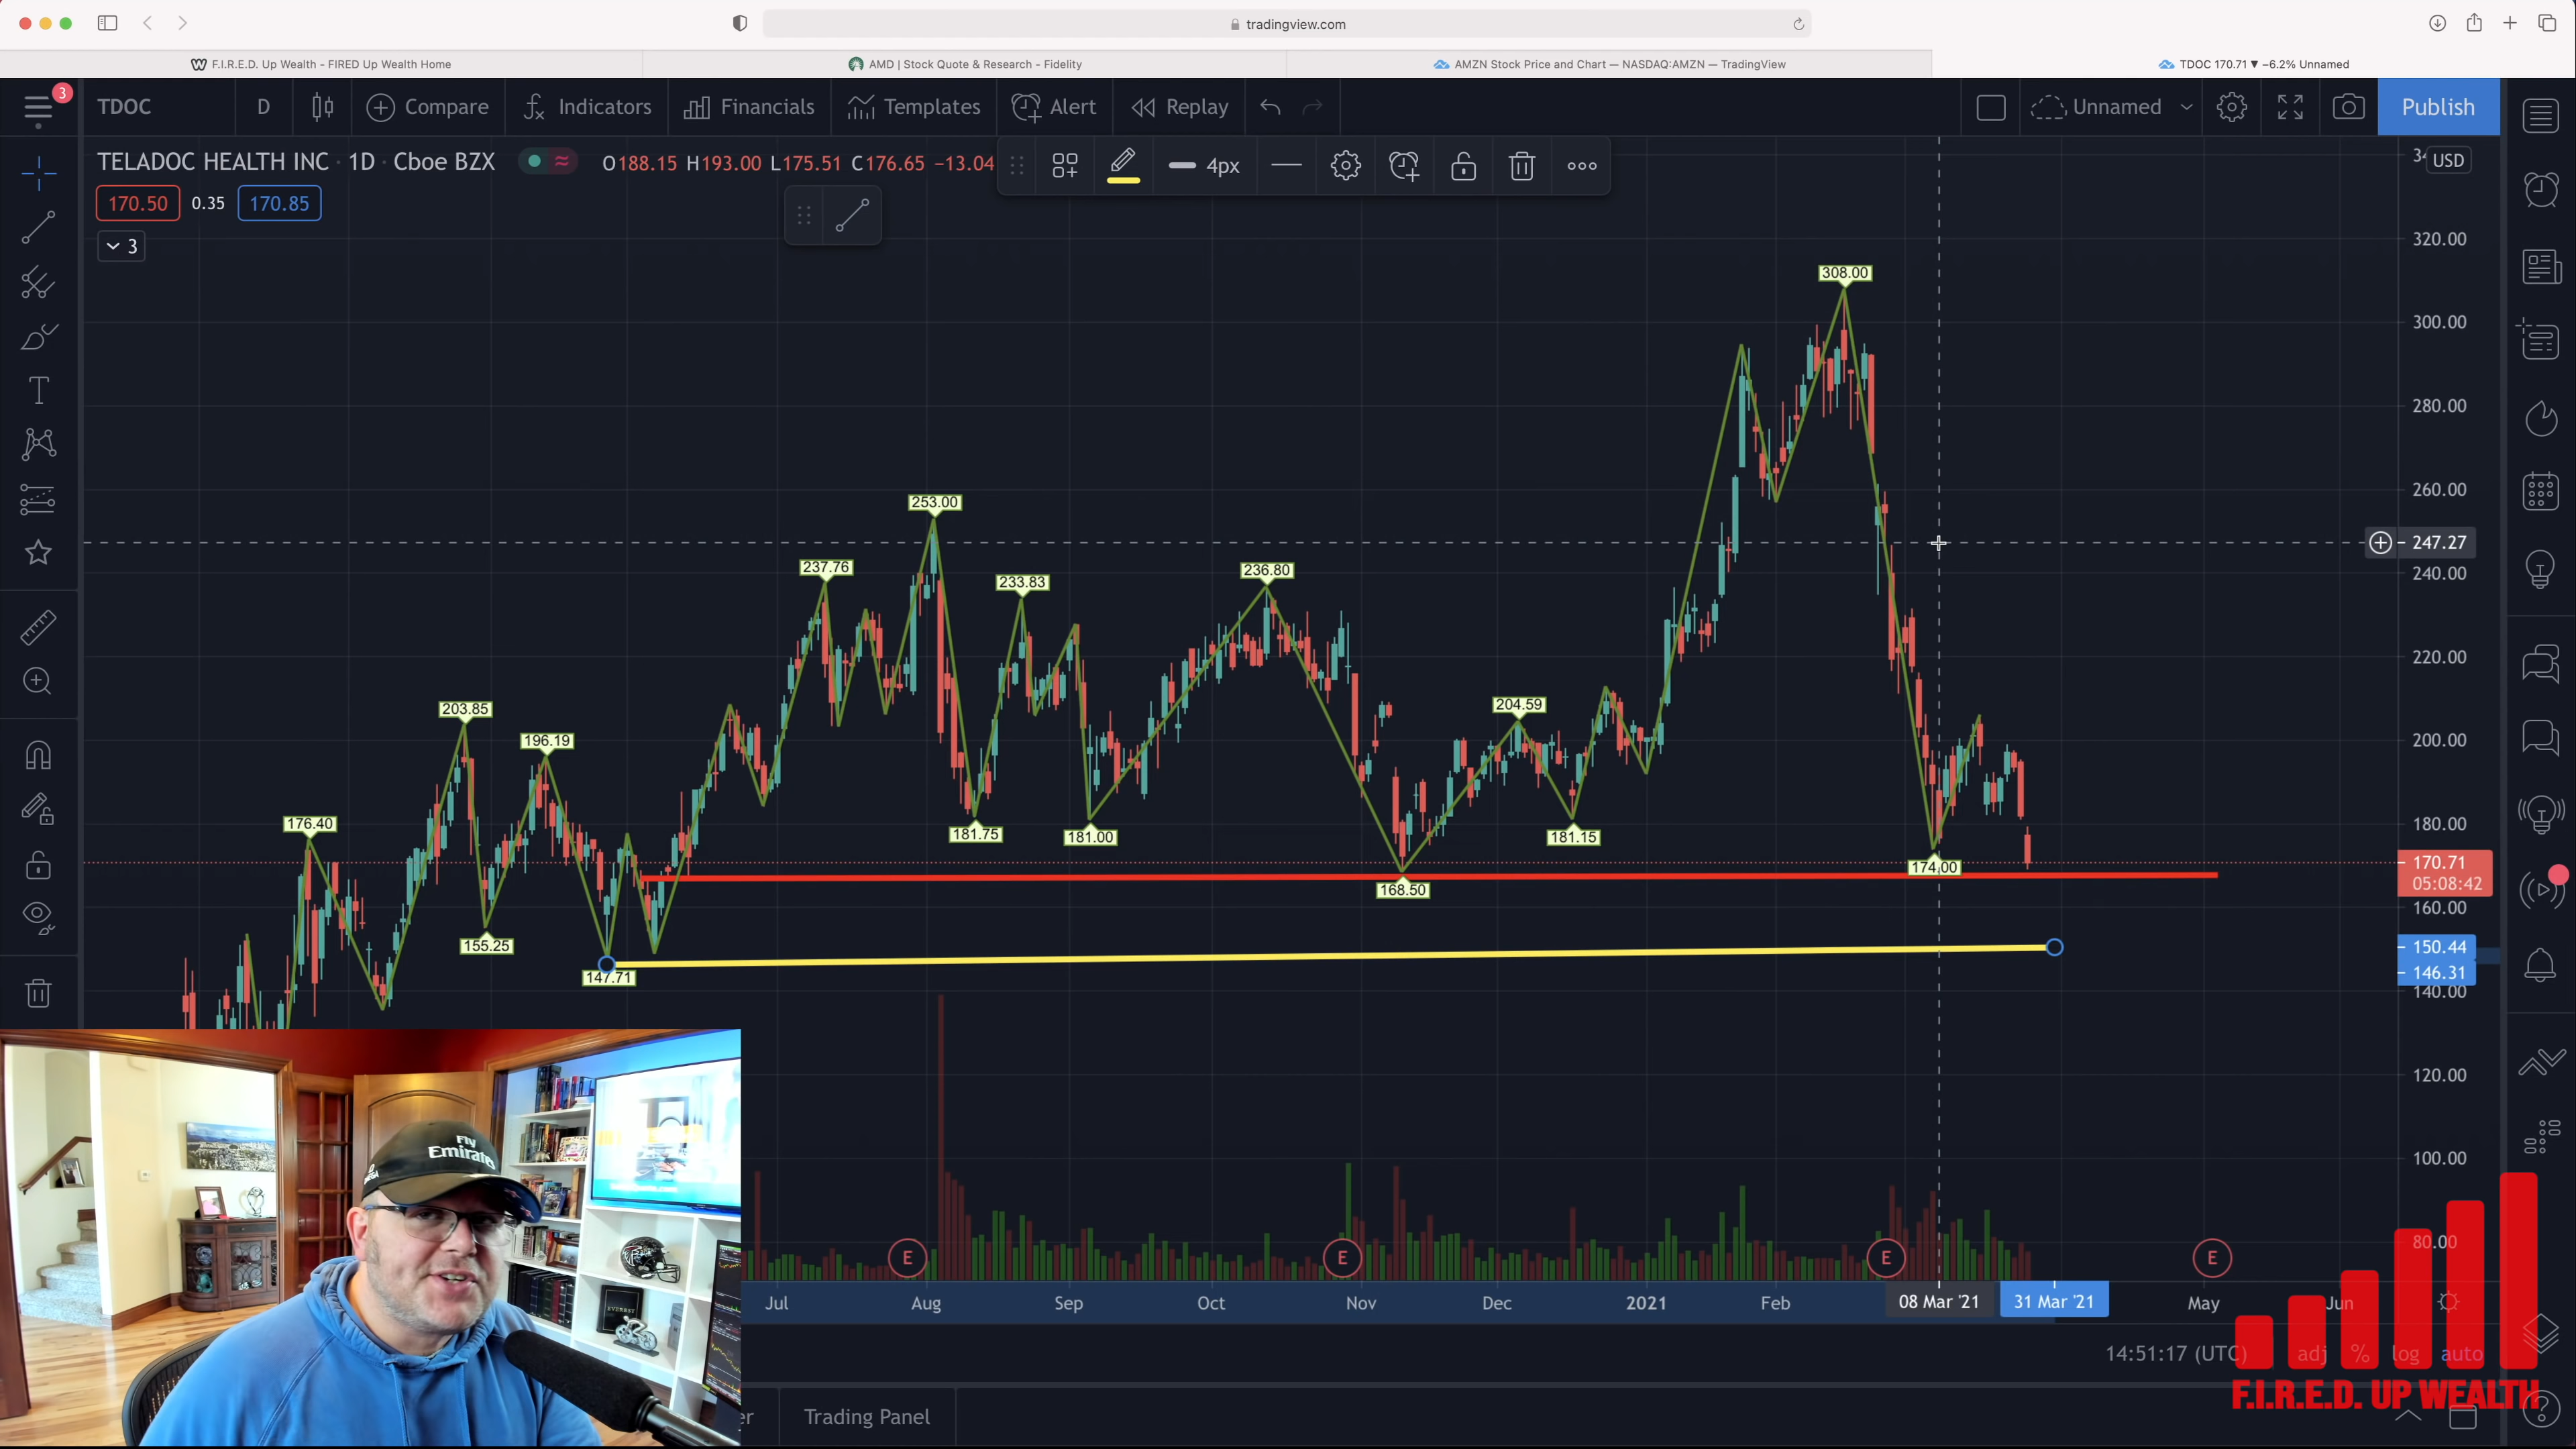 tradingview.com
F.I.R.E.D. Up Wealth - FIRED Up Wealth Home
AMD | Stock Quote & Research - Fidelity
AMZN Stock Price and Chart — NASDAQ:AMZN — TradingView
TDOC 170.71 ▼ −6.2% Unnamed
3
TDOC
D
Compare
Indicators
Financials
Templates
Alert
Replay
Unnamed
Publish
TELADOC HEALTH INC · 1D · Cboe BZX
O188.15 H193.00 L175.51 C176.65 −13.04
4px
USD
170.50
0.35
170.85
3
320.00
308.00
300.00
280.00
260.00
253.00
247.27
240.00
237.76
233.83
236.80
220.00
203.85
204.59
200.00
196.19
176.40
181.75
181.00
181.15
180.00
174.00
170.71
05:08:42
168.50
160.00
155.25
150.44
147.71
146.31
140.00
120.00
100.00
80.00
E
E
E
E
Jul
Aug
Sep
Oct
Nov
Dec
2021
Feb
08 Mar '21
31 Mar '21
May
Jun
14:51:17 (UTC)
adj
%
log
auto
F.I.R.E.D. UP WEALTH
Trading Panel
Fly
Emirates
EVEREST